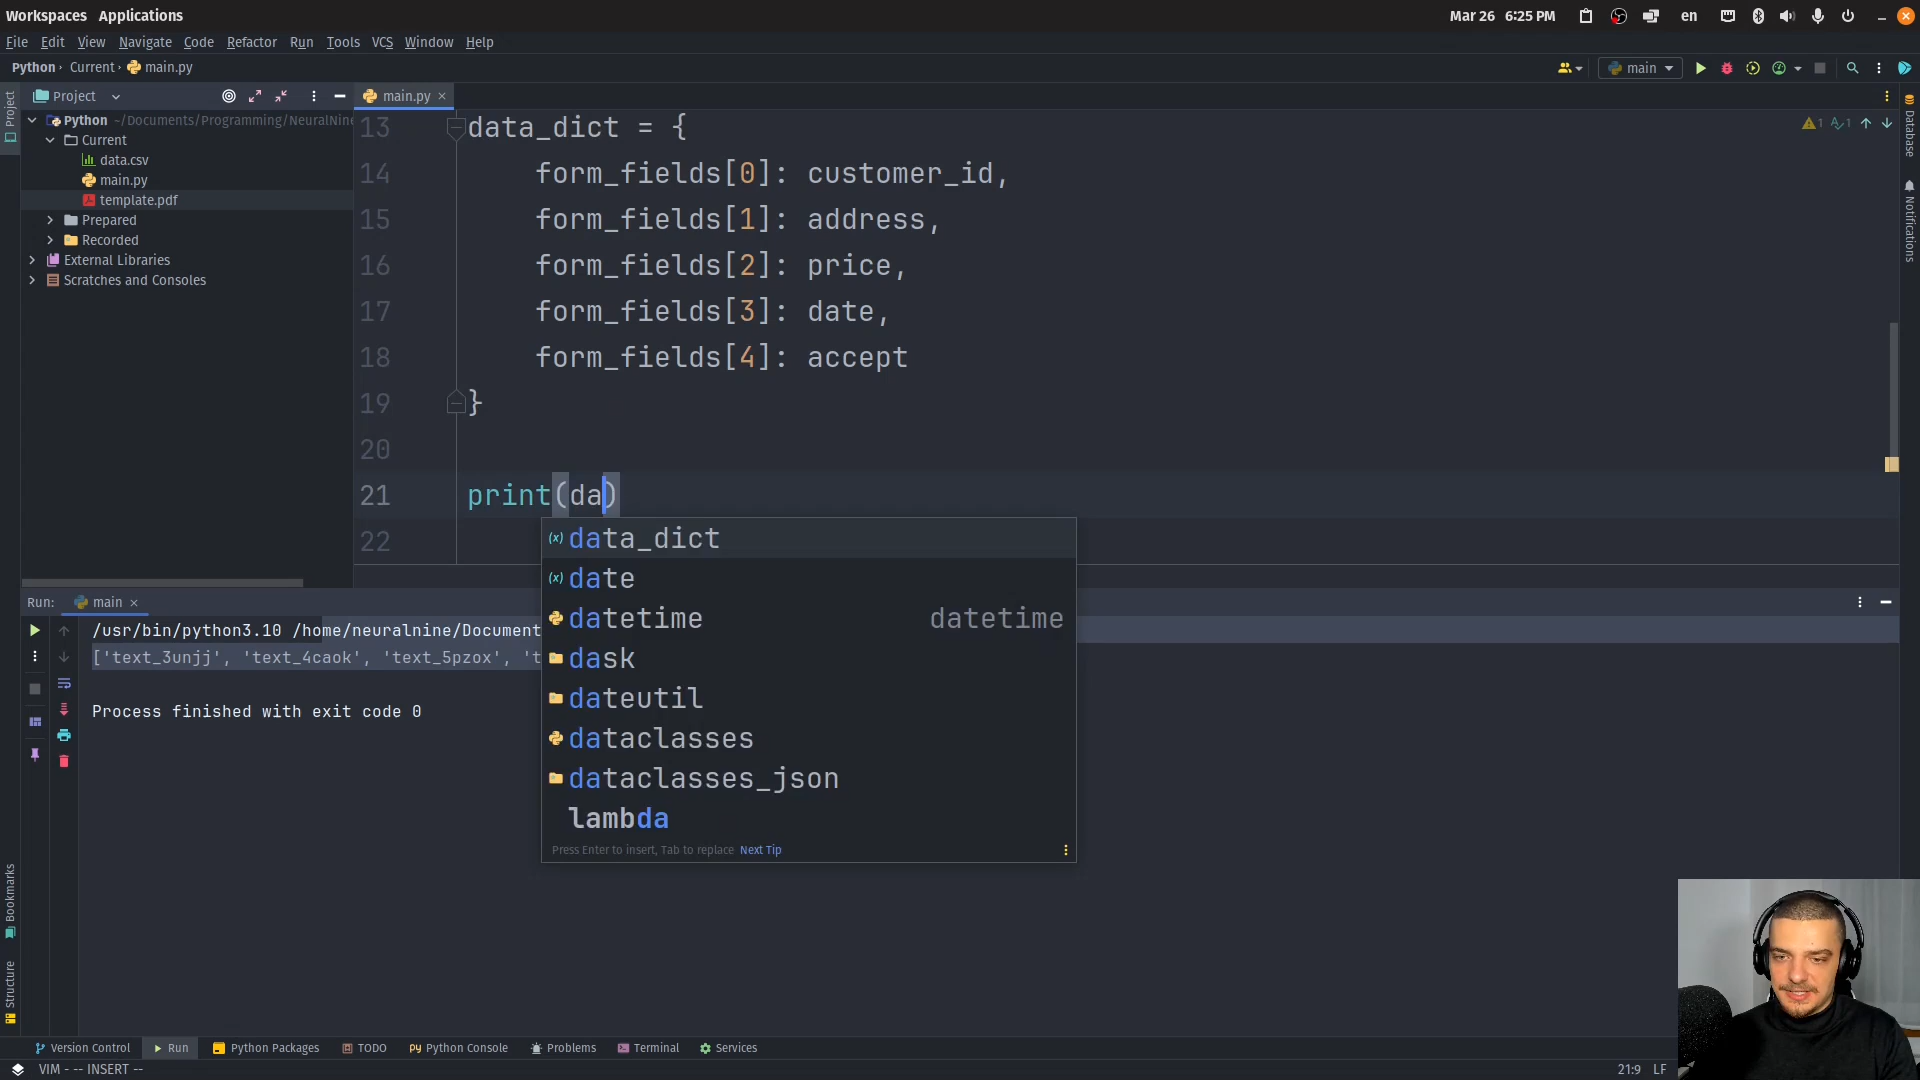 Workspaces Applications
Mar 26 6:25 PM
en
File Edit View Navigate Code Refactor Run Tools VCS Window Help
Python › Current › main.py
main
Project
main.py
Python ~/Documents/Programming/NeuralNine
Current
data.csv
main.py
template.pdf
Prepared
Recorded
External Libraries
Scratches and Consoles
Project
Bookmarks
Structure
Database
Notifications
1 1
13 data_dict = {
14 form_fields[0]: customer_id,
15 form_fields[1]: address,
16 form_fields[2]: price,
17 form_fields[3]: date,
18 form_fields[4]: accept
19 }
20
21 print(da)
22
data_dict
date
datetime datetime
dask
dateutil
dataclasses
dataclasses_json
lambda
Press Enter to insert, Tab to replace Next Tip
Run: main
/usr/bin/python3.10 /home/neuralnine/Document
['text_3unjj', 'text_4caok', 'text_5pzox', 't
Process finished with exit code 0
Version Control Run Python Packages TODO Python Console Problems Terminal Services
VIM - -- INSERT --
21:9 LF